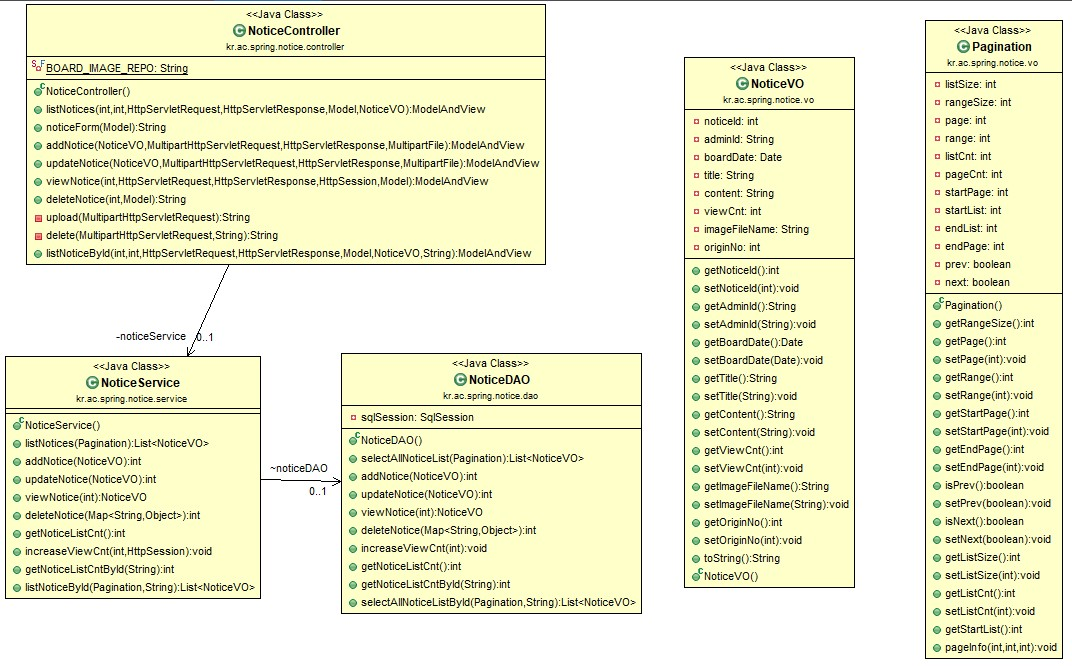 <<Java Class>>
NoticeController
kr.ac.spring.notice.controller
BOARD_IMAGE_REPO: String
NoticeController()
listNotices(int,int,HttpServletRequest,HttpServletResponse,Model,NoticeVO):ModelAndView
noticeForm(Model):String
addNotice(NoticeVO,MultipartHttpServletRequest,HttpServletResponse,MultipartFile):ModelAndView
updateNotice(NoticeVO,MultipartHttpServletRequest,HttpServletResponse,MultipartFile):ModelAndView
viewNotice(int,HttpServletRequest,HttpServletResponse,HttpSession,Model):ModelAndView
deleteNotice(int,Model):String
upload(MultipartHttpServletRequest):String
delete(MultipartHttpServletRequest,String):String
listNoticeById(int,int,HttpServletRequest,HttpServletResponse,Model,NoticeVO,String):ModelAndView
-noticeService 0..1
<<Java Class>>
NoticeService
kr.ac.spring.notice.service
NoticeService()
listNotices(Pagination):List<NoticeVO>
addNotice(NoticeVO):int
updateNotice(NoticeVO):int
viewNotice(int):NoticeVO
deleteNotice(Map<String,Object>):int
getNoticeListCnt():int
increaseViewCnt(int,HttpSession):void
getNoticeListCntById(String):int
listNoticeById(Pagination,String):List<NoticeVO>
~noticeDAO
0..1
<<Java Class>>
NoticeDAO
kr.ac.spring.notice.dao
sqlSession: SqlSession
NoticeDAO()
selectAllNoticeList(Pagination):List<NoticeVO>
addNotice(NoticeVO):int
updateNotice(NoticeVO):int
viewNotice(int):NoticeVO
deleteNotice(Map<String,Object>):int
increaseViewCnt(int):void
getNoticeListCnt():int
getNoticeListCntById(String):int
selectAllNoticeListById(Pagination,String):List<NoticeVO>
<<Java Class>>
NoticeVO
kr.ac.spring.notice.vo
noticeId: int
adminId: String
boardDate: Date
title: String
content: String
viewCnt: int
imageFileName: String
originNo: int
getNoticeId():int
setNoticeId(int):void
getAdminId():String
setAdminId(String):void
getBoardDate():Date
setBoardDate(Date):void
getTitle():String
setTitle(String):void
getContent():String
setContent(String):void
getViewCnt():int
setViewCnt(int):void
getImageFileName():String
setImageFileName(String):void
getOriginNo():int
setOriginNo(int):void
toString():String
NoticeVO()
<<Java Class>>
Pagination
kr.ac.spring.notice.vo
listSize: int
rangeSize: int
page: int
range: int
listCnt: int
pageCnt: int
startPage: int
startList: int
endList: int
endPage: int
prev: boolean
next: boolean
Pagination()
getRangeSize():int
getPage():int
setPage(int):void
getRange():int
setRange(int):void
getStartPage():int
setStartPage(int):void
getEndPage():int
setEndPage(int):void
isPrev():boolean
setPrev(boolean):void
isNext():boolean
setNext(boolean):void
getListSize():int
setListSize(int):void
getListCnt():int
setListCnt(int):void
getStartList():int
pageInfo(int,int,int):void